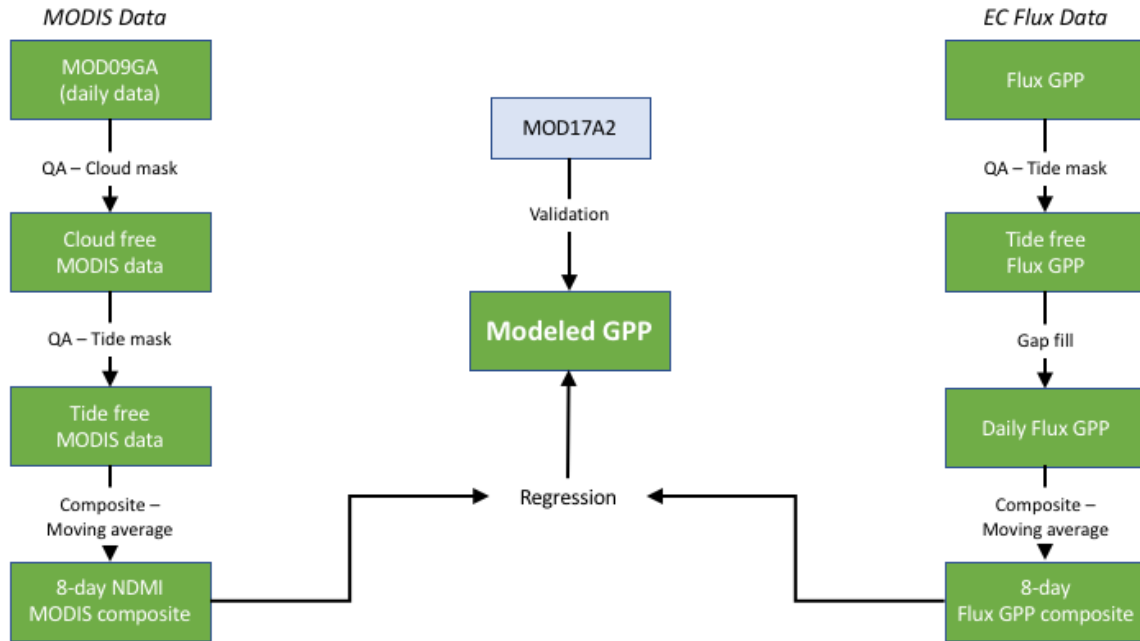 MODIS Data
MOD09GA
(daily data)
QA – Cloud mask
Cloud free
MODIS data
QA – Tide mask
Tide free
MODIS data
Composite –
Moving average
8-day NDMI
MODIS composite
MOD17A2
Validation
Modeled GPP
Regression
EC Flux Data
Flux GPP
QA – Tide mask
Tide free
Flux GPP
Gap fill
Daily Flux GPP
Composite –
Moving average
8-day
Flux GPP composite